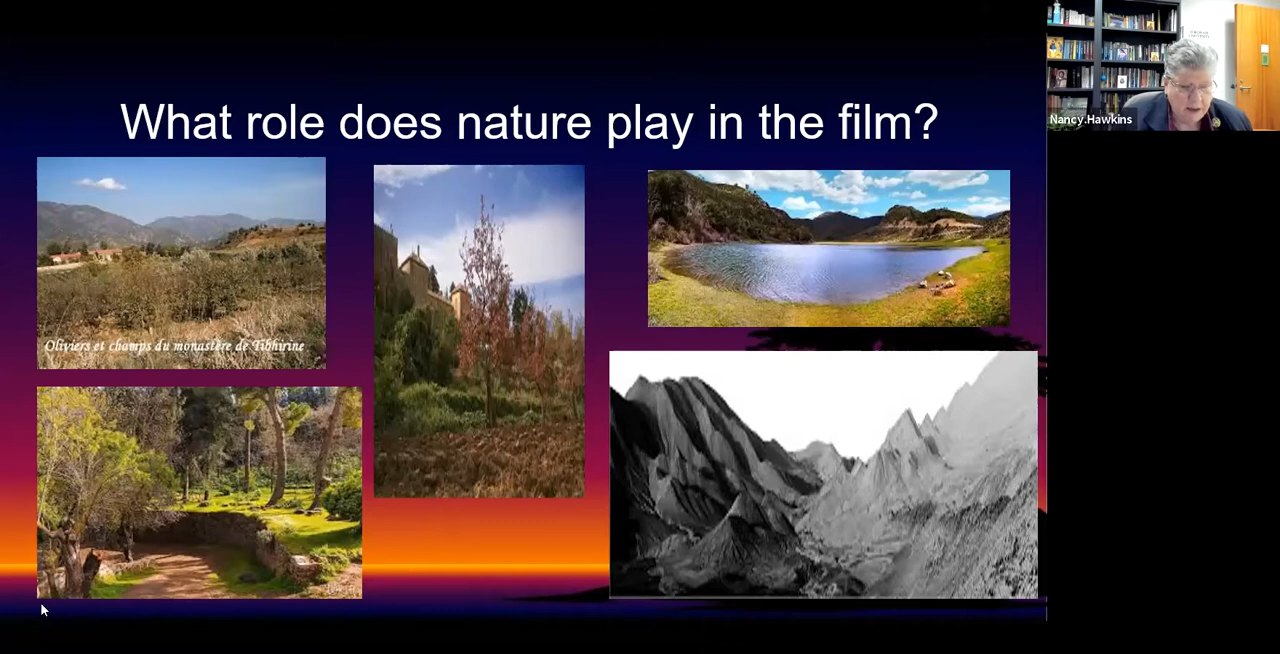 What role does nature play in the film?
Nancy.Hawkins
Oliviers et champs du monastère de Tibhirine